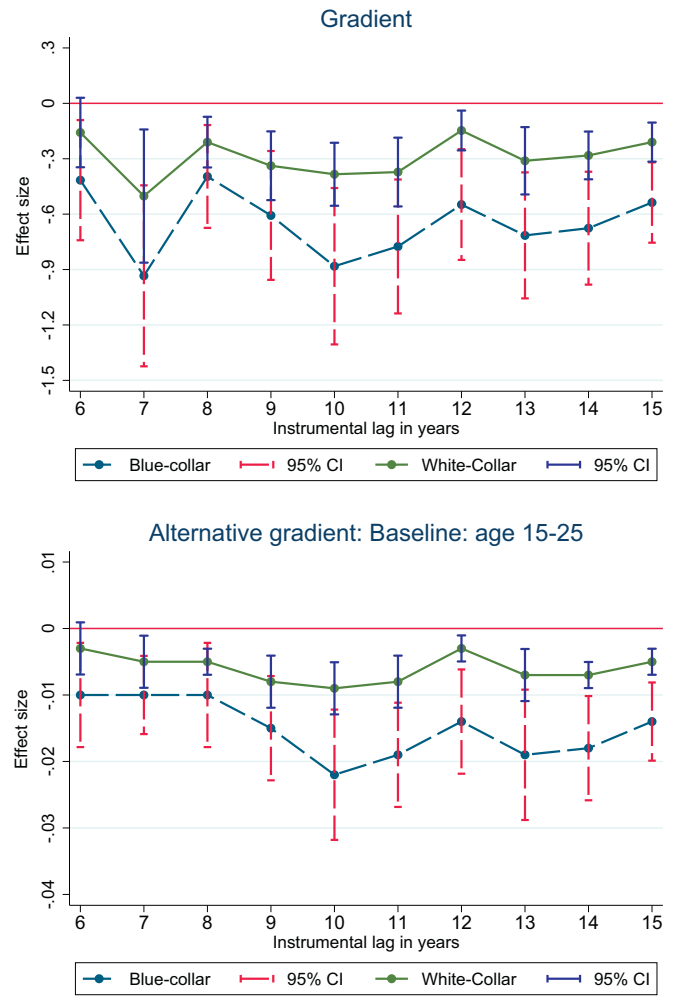 Gradient
.3
0
-.3
-.6
-.9
-1.2
-1.5
Effect size
6 7 8 9 10 11 12 13 14 15
Instrumental lag in years
Blue-collar 95% CI White-Collar 95% CI
Alternative gradient: Baseline: age 15-25
.01
0
-.01
-.02
-.03
-.04
Effect size
6 7 8 9 10 11 12 13 14 15
Instrumental lag in years
Blue-collar 95% CI White-Collar 95% CI